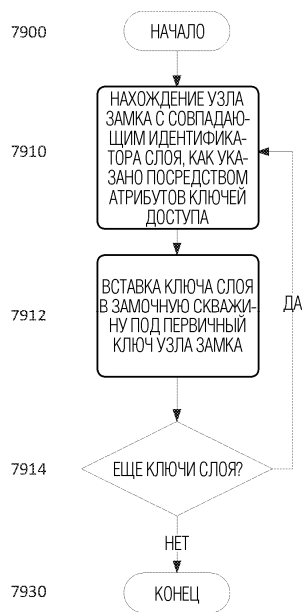 7900
НАЧАЛО
7910
НАХОЖДЕНИЕ УЗЛА
ЗАМКА С СОВПАДАЮ-
ЩИМ ИДЕНТИФИКА-
ТОРА СЛОЯ, КАК УКА-
ЗАНО ПОСРЕДСТВОМ
АТРИБУТОВ КЛЮЧЕЙ
ДОСТУПА
7912
ВСТАВКА КЛЮЧА СЛОЯ
В ЗАМОЧНУЮ СКВАЖИ-
НУ ПОД ПЕРВИЧНЫЙ
КЛЮЧ УЗЛА ЗАМКА
ДА
7914
ЕЩЕ КЛЮЧИ СЛОЯ?
НЕТ
7930
КОНЕЦ